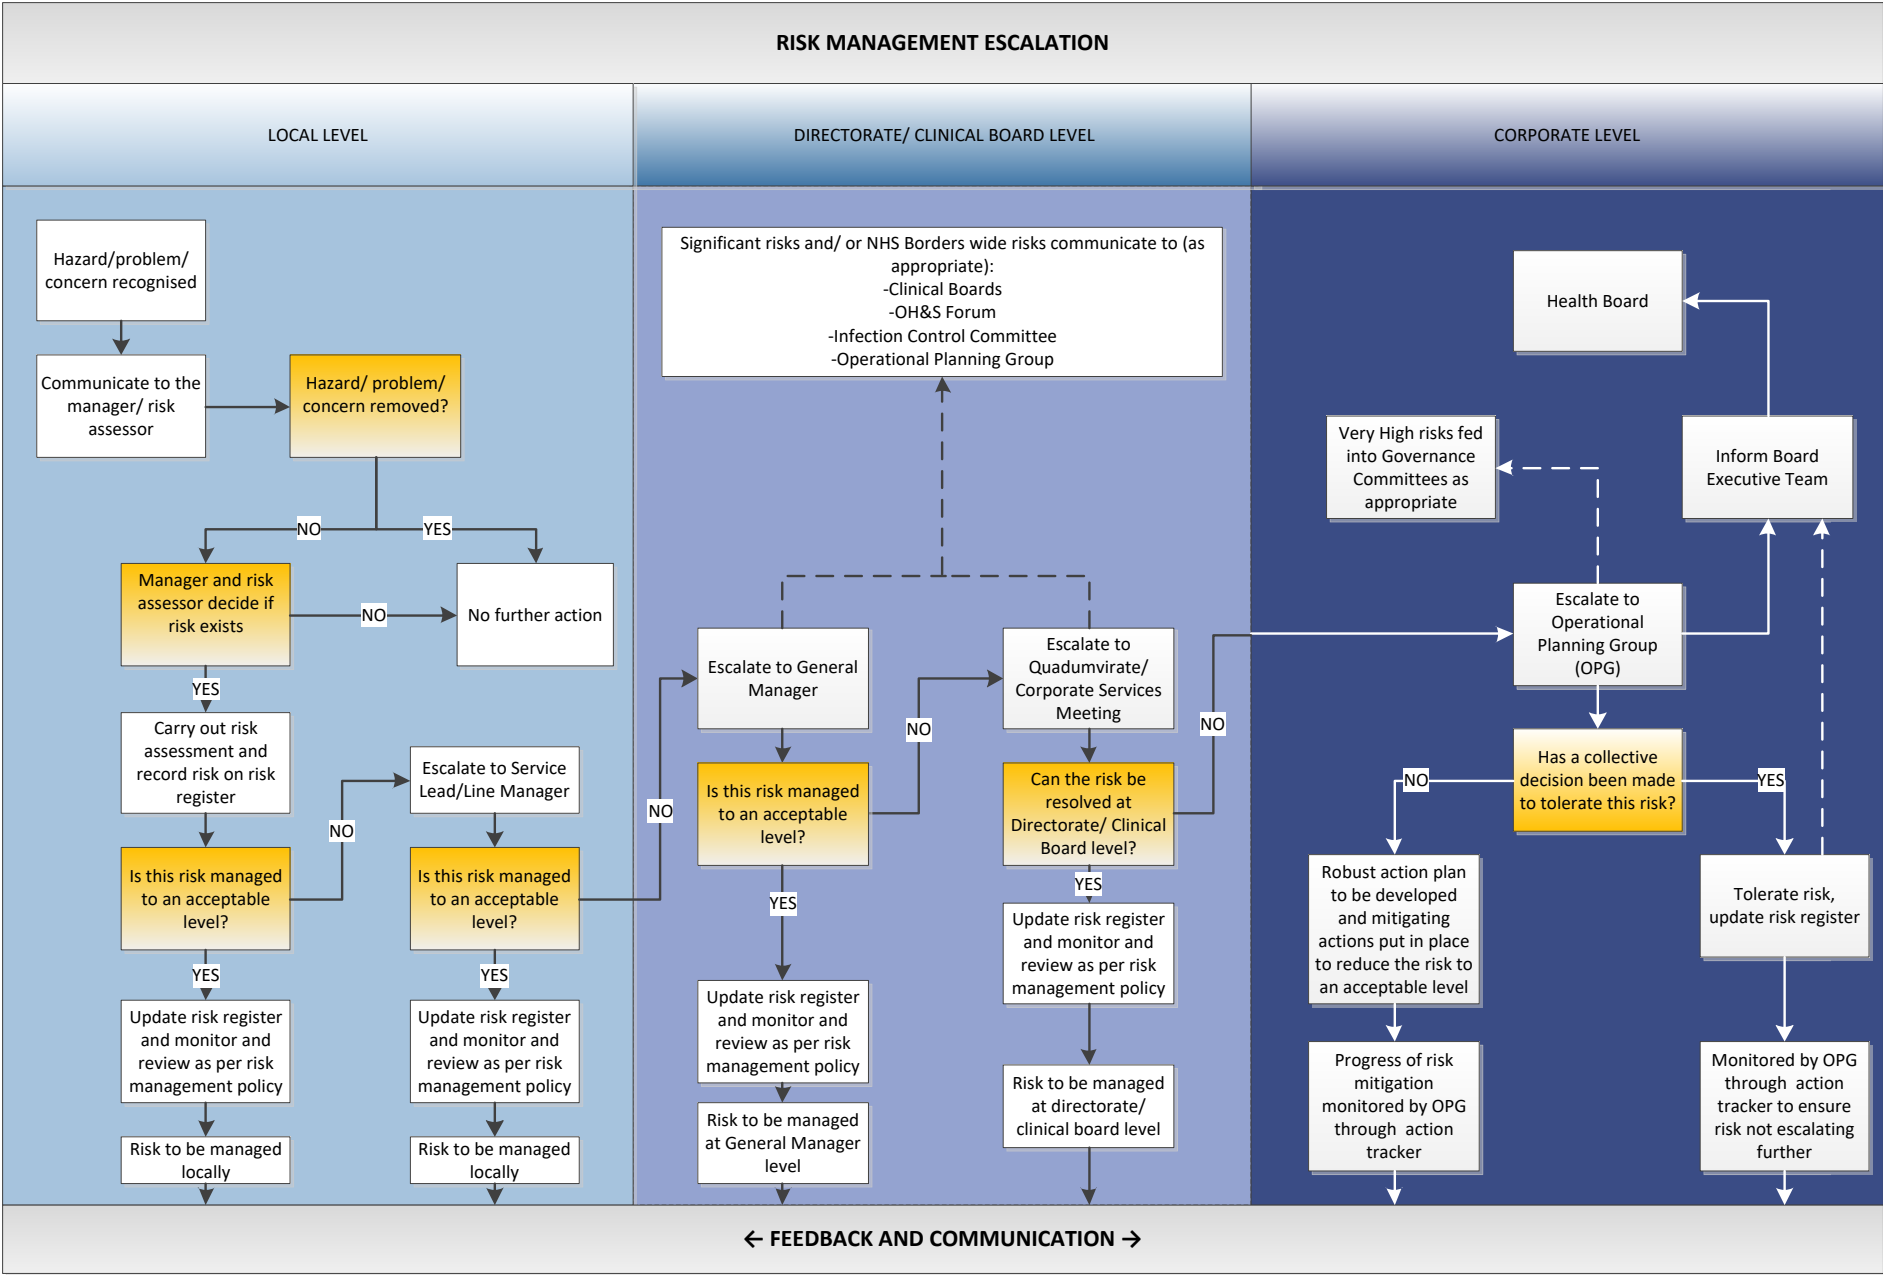 RISK MANAGEMENT ESCALATION
LOCAL LEVEL
DIRECTORATE/ CLINICAL BOARD LEVEL
CORPORATE LEVEL
Hazard/problem/
concern recognised
Communicate to the
manager/ risk
assessor
Hazard/ problem/
concern removed?
NO
YES
Manager and risk
assessor decide if
risk exists
NO
No further action
YES
Carry out risk
assessment and
record risk on risk
register
Is this risk managed
to an acceptable
level?
NO
YES
Update risk register
and monitor and
review as per risk
management policy
Risk to be managed
locally
Escalate to Service
Lead/Line Manager
Is this risk managed
to an acceptable
level?
NO
YES
Update risk register
and monitor and
review as per risk
management policy
Risk to be managed
locally
Significant risks and/ or NHS Borders wide risks communicate to (as
appropriate):
-Clinical Boards
-OH&S Forum
-Infection Control Committee
-Operational Planning Group
Escalate to General
Manager
Is this risk managed
to an acceptable
level?
NO
YES
Update risk register
and monitor and
review as per risk
management policy
Risk to be managed
at General Manager
level
Escalate to
Quadumvirate/
Corporate Services
Meeting
Can the risk be
resolved at
Directorate/ Clinical
Board level?
NO
YES
Update risk register
and monitor and
review as per risk
management policy
Risk to be managed
at directorate/
clinical board level
Health Board
Very High risks fed
into Governance
Committees as
appropriate
Inform Board
Executive Team
Escalate to
Operational
Planning Group
(OPG)
Has a collective
decision been made
to tolerate this risk?
NO
YES
Robust action plan
to be developed
and mitigating
actions put in place
to reduce the risk to
an acceptable level
Progress of risk
mitigation
monitored by OPG
through action
tracker
Tolerate risk,
update risk register
Monitored by OPG
through action
tracker to ensure
risk not escalating
further
← FEEDBACK AND COMMUNICATION →